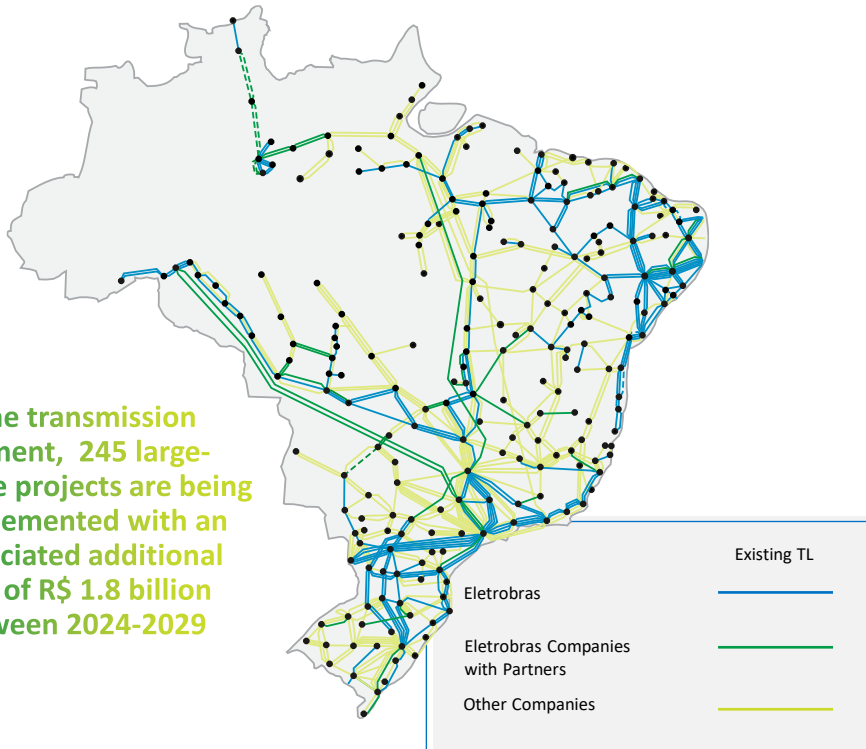 ne transmission
ment, 245 large-
e projects are being
emented with an
ciated additional
of R$ 1.8 billion
ween 2024-2029
Existing TL
Eletrobras
Eletrobras Companies
with Partners
Other Companies